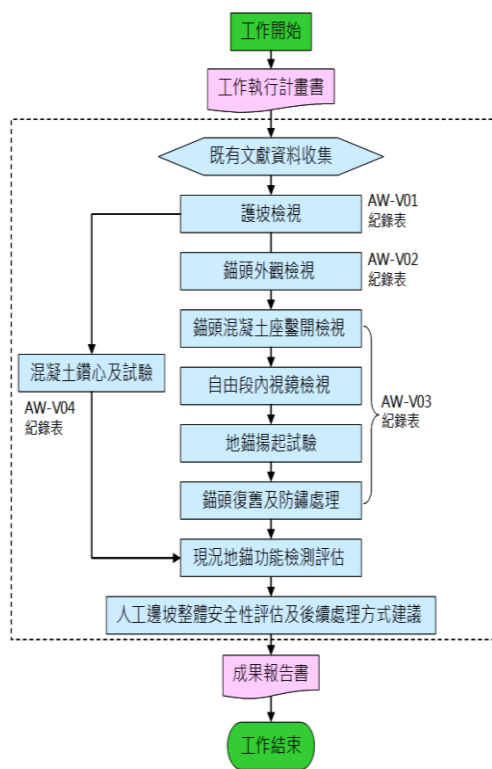 工作開始
工作執行計畫書
既有文獻資料收集
護坡檢視
AW-V01
紀錄表
錨頭外觀檢視
AW-V02
紀錄表
錨頭混凝土座鑿開檢視
混凝土鑽心及試驗
AW-V04
紀錄表
自由段內視鏡檢視
AW-V03
紀錄表
地錨揚起試驗
錨頭復舊及防鏽處理
現況地錨功能檢測評估
人工邊坡整體安全性評估及後續處理方式建議
成果報告書
工作結束